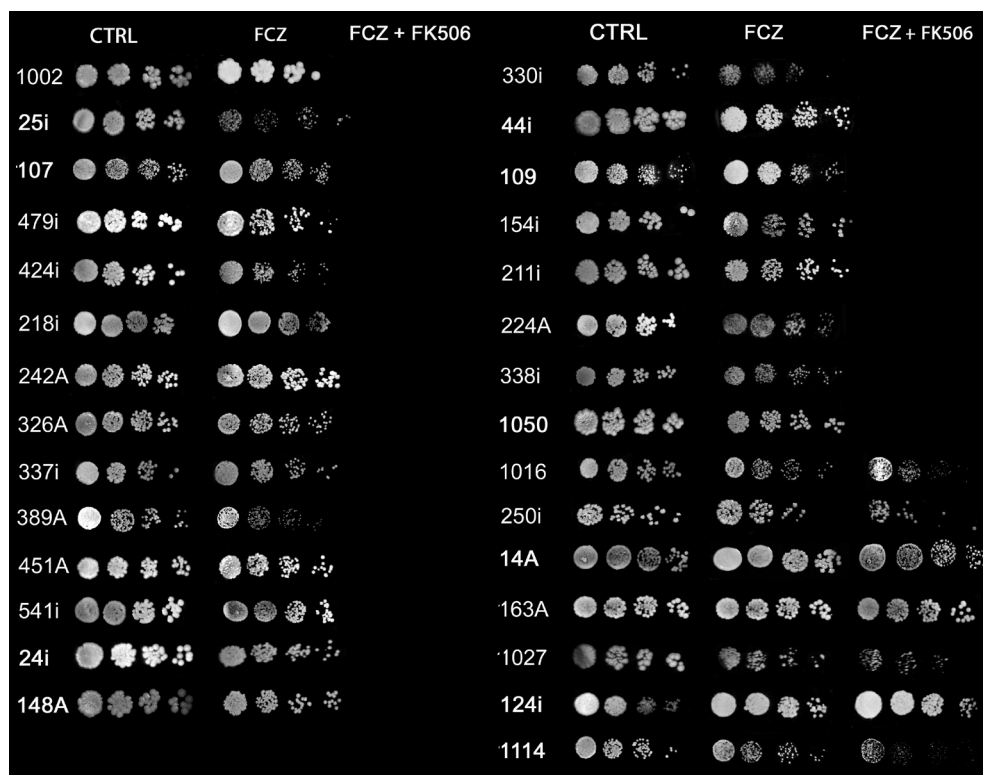 CTRL FCZ FCZ + FK506
1002
25i
107
479i
424i
218i
242A
326A
337i
389A
451A
541i
24i
148A
CTRL FCZ FCZ + FK506
330i
44i
109
154i
211i
224A
338i
1050
1016
250i
14A
163A
1027
124i
1114